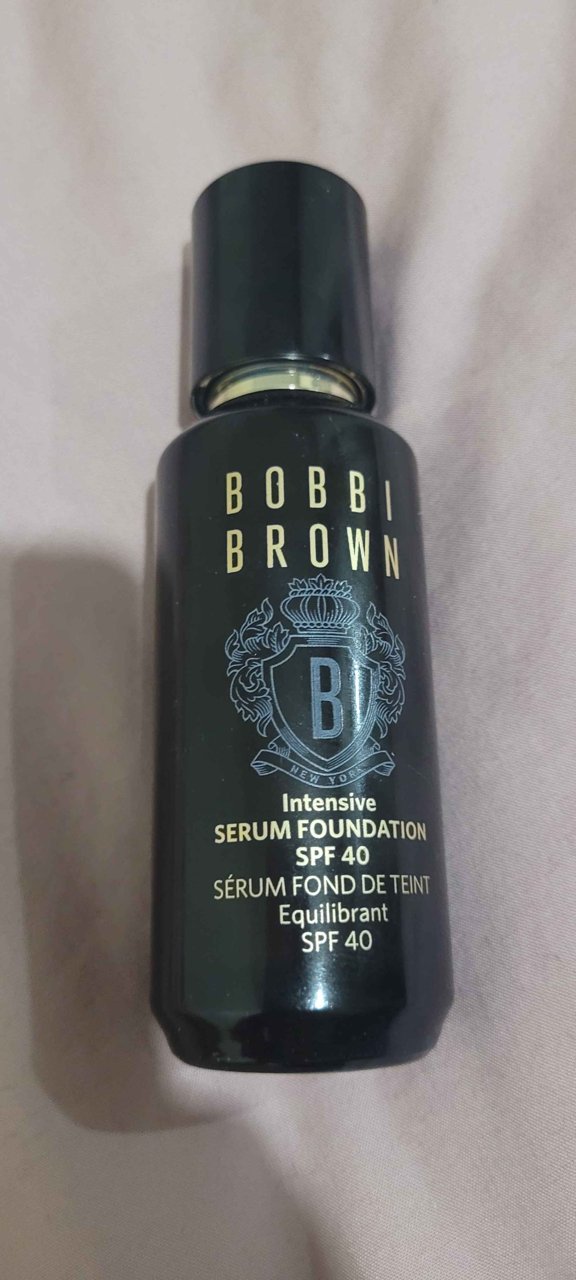 BOBBI
BROWN
B
NEW YORK
Intensive
SERUM FOUNDATION
SPF 40
SÉRUM FOND DE TEINT
Equilibrant
SPF 40